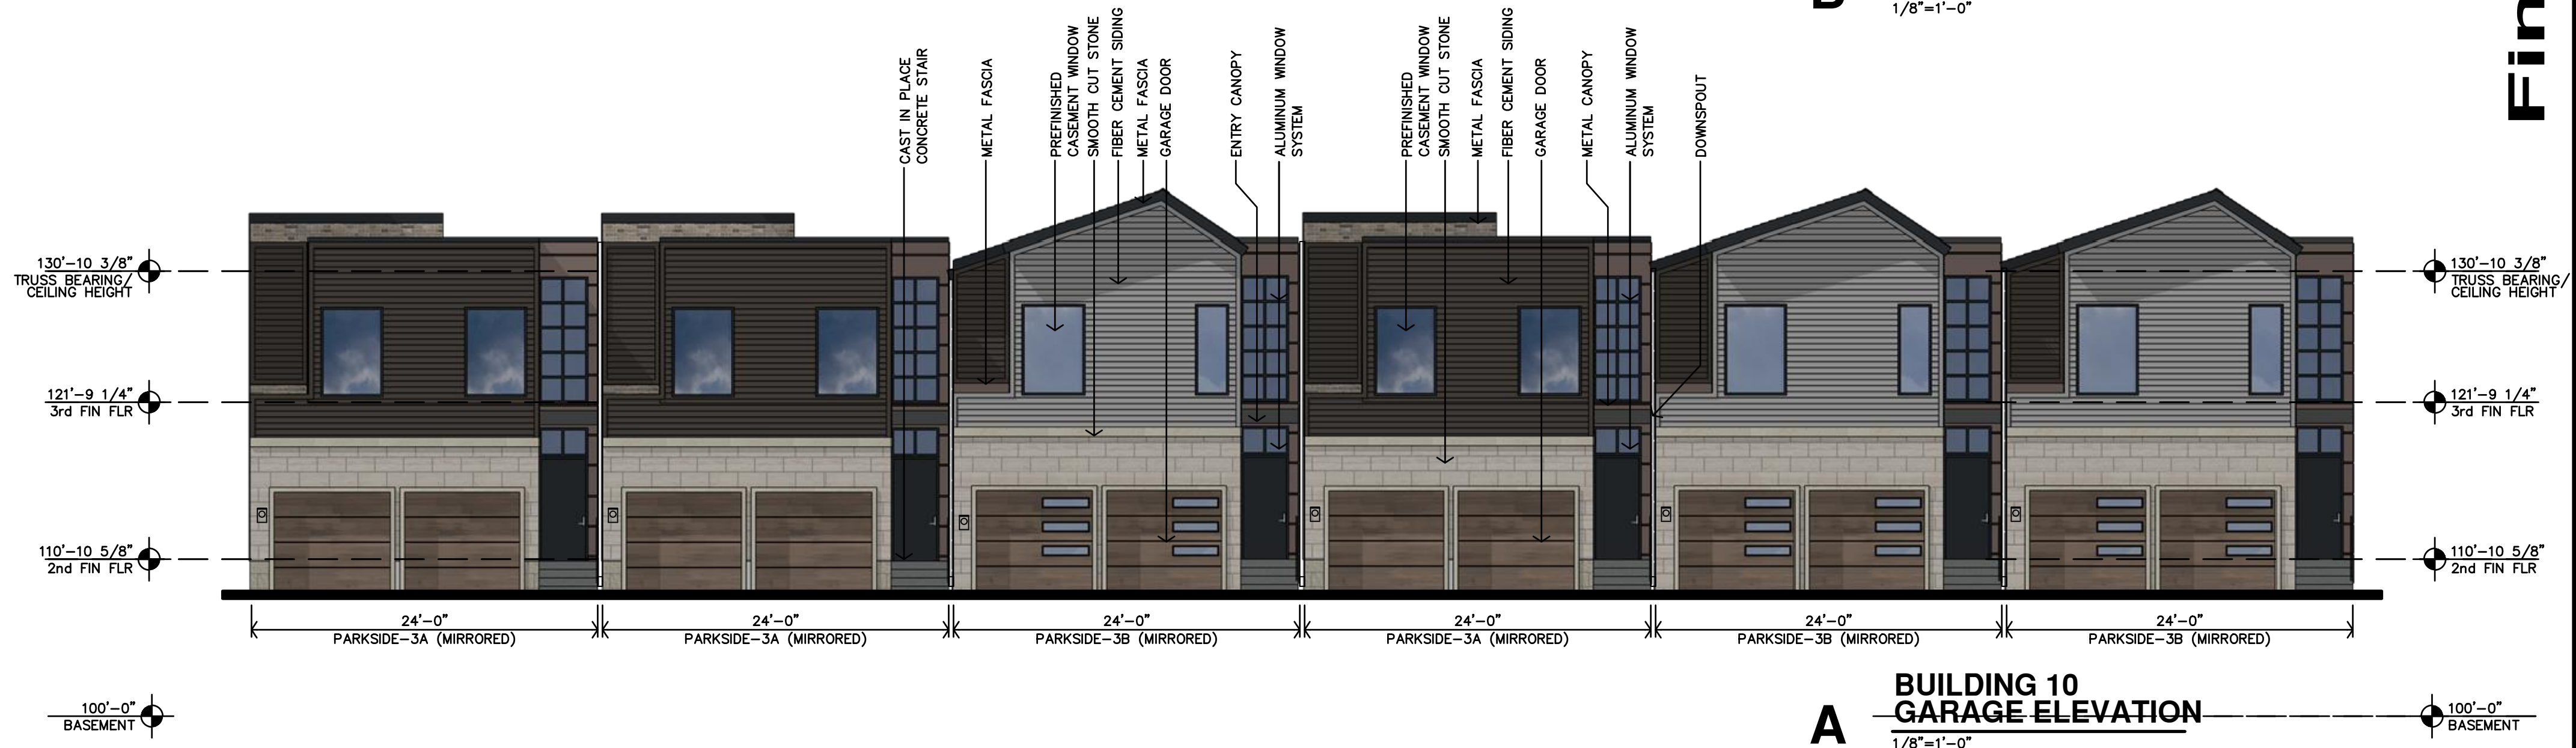 1/8"=1'-0"
Fin
CAST IN PLACE
CONCRETE STAIR
METAL FASCIA
PREFINISHED
CASEMENT WINDOW
SMOOTH CUT STONE
FIBER CEMENT SIDING
METAL FASCIA
GARAGE DOOR
ENTRY CANOPY
ALUMINUM WINDOW
SYSTEM
PREFINISHED
CASEMENT WINDOW
SMOOTH CUT STONE
METAL FASCIA
FIBER CEMENT SIDING
GARAGE DOOR
METAL CANOPY
ALUMINUM WINDOW
SYSTEM
DOWNSPOUT
130'-10 3/8"
TRUSS BEARING/
CEILING HEIGHT
130'-10 3/8"
TRUSS BEARING/
CEILING HEIGHT
121'-9 1/4"
3rd FIN FLR
121'-9 1/4"
3rd FIN FLR
110'-10 5/8"
2nd FIN FLR
110'-10 5/8"
2nd FIN FLR
24'-0"
PARKSIDE-3A (MIRRORED)
24'-0"
PARKSIDE-3A (MIRRORED)
24'-0"
PARKSIDE-3B (MIRRORED)
24'-0"
PARKSIDE-3A (MIRRORED)
24'-0"
PARKSIDE-3B (MIRRORED)
24'-0"
PARKSIDE-3B (MIRRORED)
100'-0"
BASEMENT
A
BUILDING 10
GARAGE ELEVATION
1/8"=1'-0"
100'-0"
BASEMENT